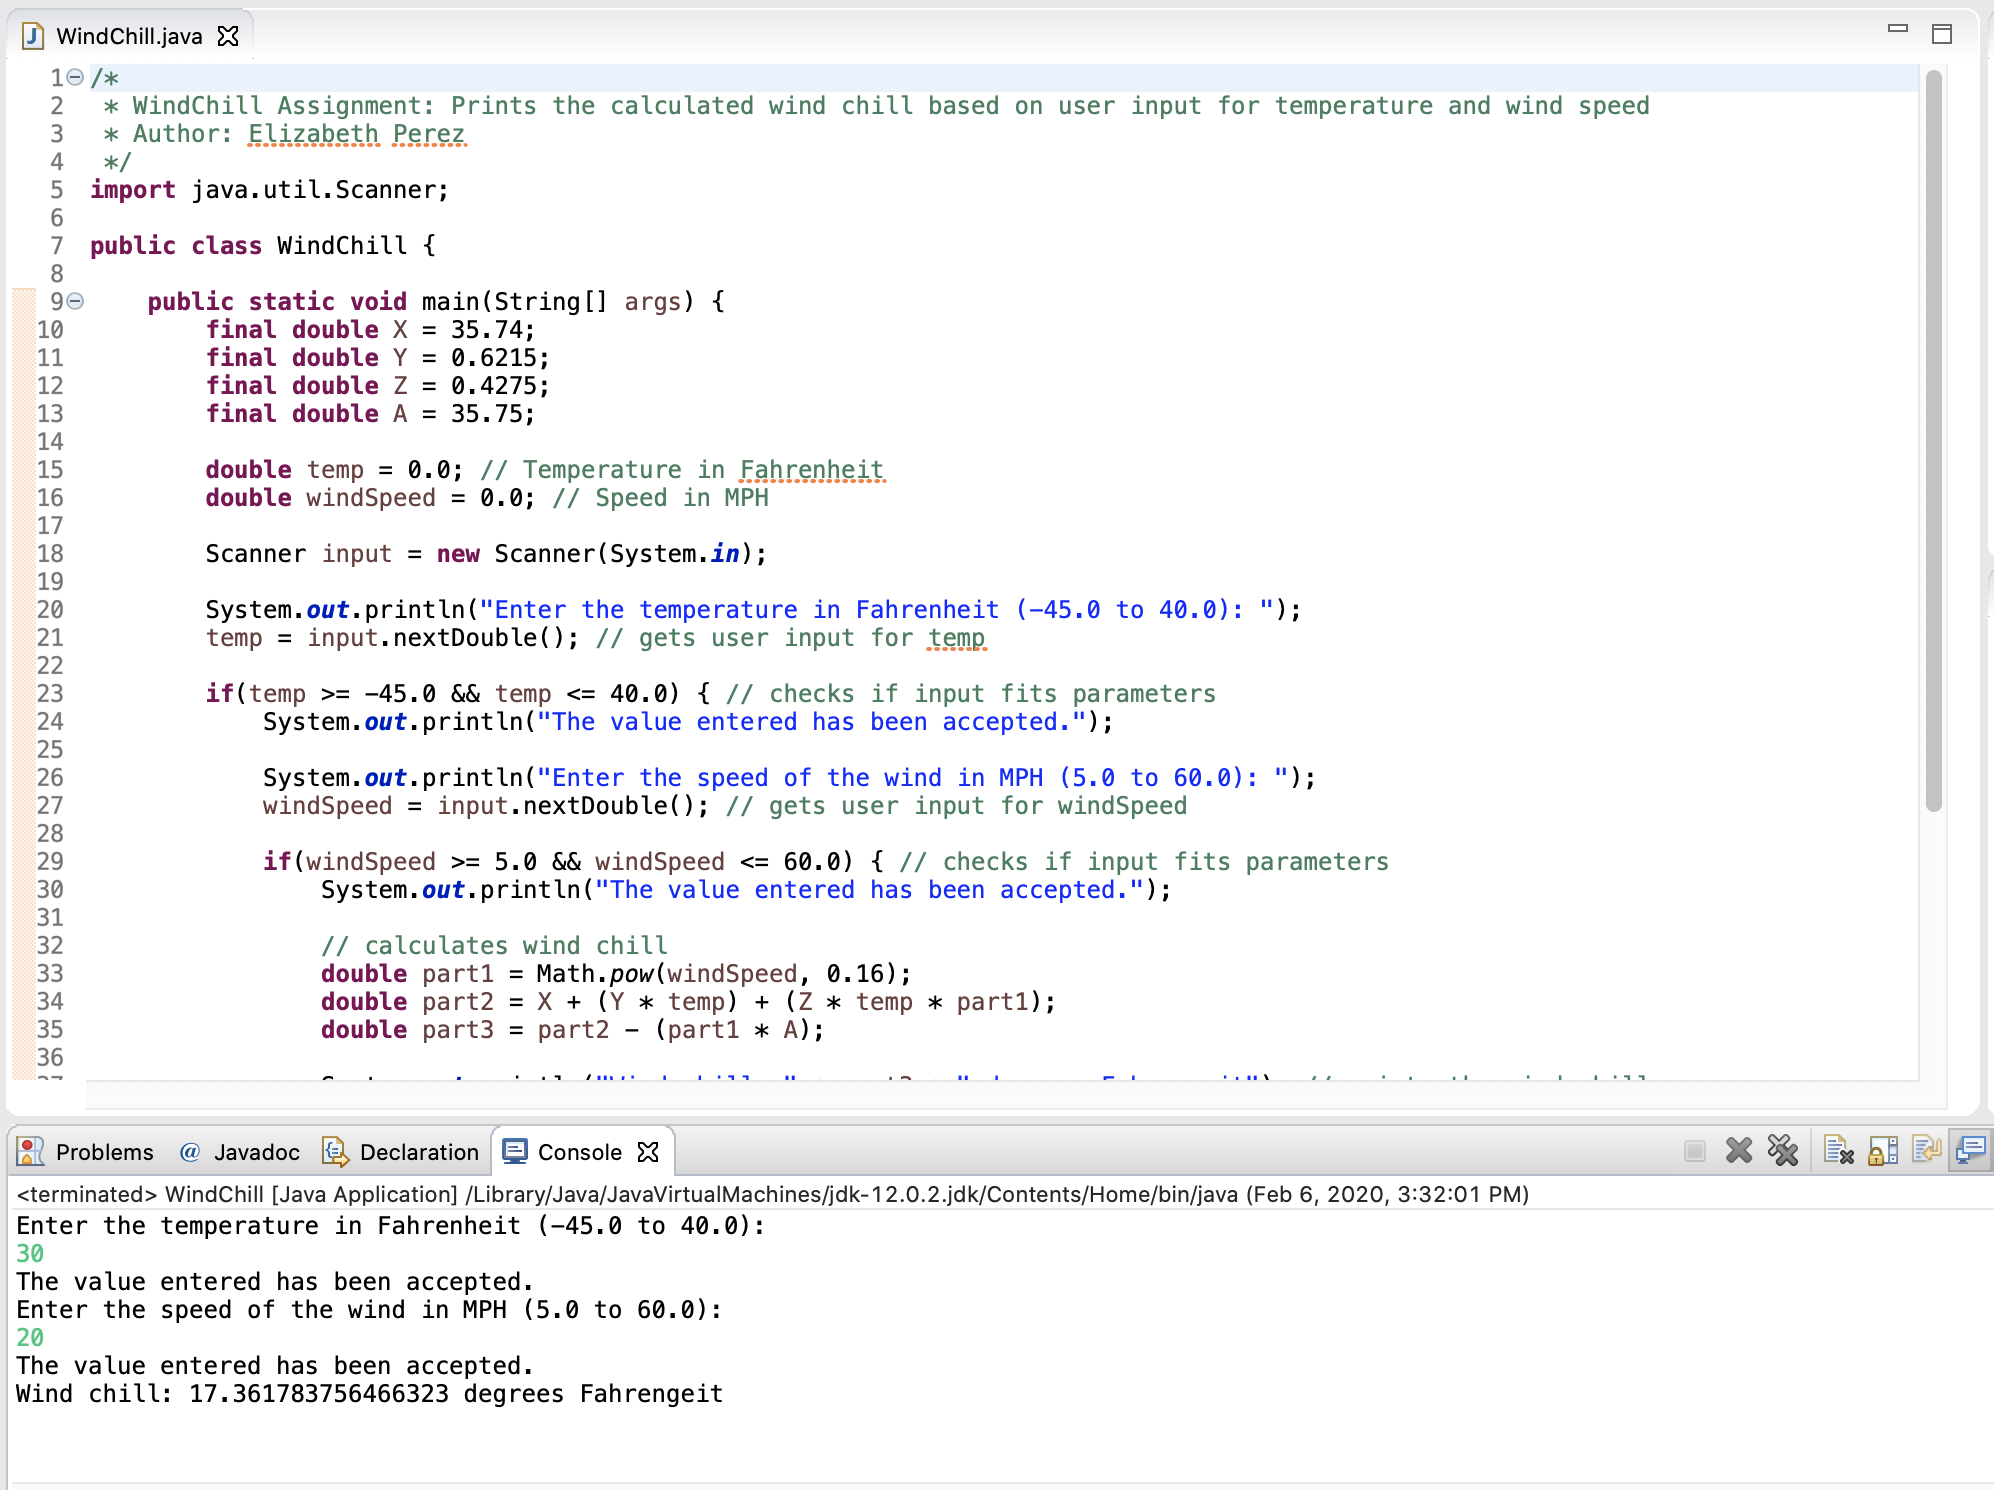 WindChill.java
1 /*
2 * WindChill Assignment: Prints the calculated wind chill based on user input for temperature and wind speed
3 * Author: Elizabeth Perez
4 */
5 import java.util.Scanner;
6
7 public class WindChill {
8
9 public static void main(String[] args) {
10 final double X = 35.74;
11 final double Y = 0.6215;
12 final double Z = 0.4275;
13 final double A = 35.75;
14
15 double temp = 0.0; // Temperature in Fahrenheit
16 double windSpeed = 0.0; // Speed in MPH
17
18 Scanner input = new Scanner(System.in);
19
20 System.out.println("Enter the temperature in Fahrenheit (-45.0 to 40.0): ");
21 temp = input.nextDouble(); // gets user input for temp
22
23 if(temp >= -45.0 && temp <= 40.0) { // checks if input fits parameters
24 System.out.println("The value entered has been accepted.");
25
26 System.out.println("Enter the speed of the wind in MPH (5.0 to 60.0): ");
27 windSpeed = input.nextDouble(); // gets user input for windSpeed
28
29 if(windSpeed >= 5.0 && windSpeed <= 60.0) { // checks if input fits parameters
30 System.out.println("The value entered has been accepted.");
31
32 // calculates wind chill
33 double part1 = Math.pow(windSpeed, 0.16);
34 double part2 = X + (Y * temp) + (Z * temp * part1);
35 double part3 = part2 - (part1 * A);
36
Problems @ Javadoc Declaration Console
<terminated> WindChill [Java Application] /Library/Java/JavaVirtualMachines/jdk-12.0.2.jdk/Contents/Home/bin/java (Feb 6, 2020, 3:32:01 PM)
Enter the temperature in Fahrenheit (-45.0 to 40.0):
30
The value entered has been accepted.
Enter the speed of the wind in MPH (5.0 to 60.0):
20
The value entered has been accepted.
Wind chill: 17.361783756466323 degrees Fahrengeit